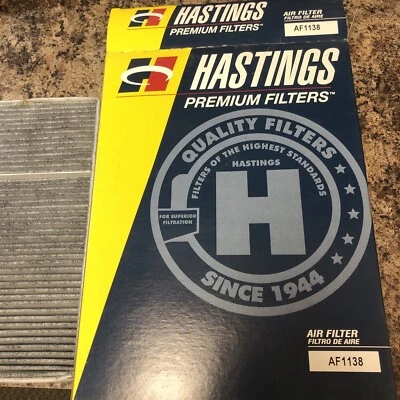 HASTINGS
PREMIUM FILTERS™
AIR FILTER
FILTRO DE AIRE
AF1138
HASTINGS
PREMIUM FILTERS™
QUALITY FILTERS
FILTERS OF THE HIGHEST STANDARDS
HASTINGS
H
FOR SUPERIOR
FILTRATION
SINCE 1944
AIR FILTER
FILTRO DE AIRE
AF1138